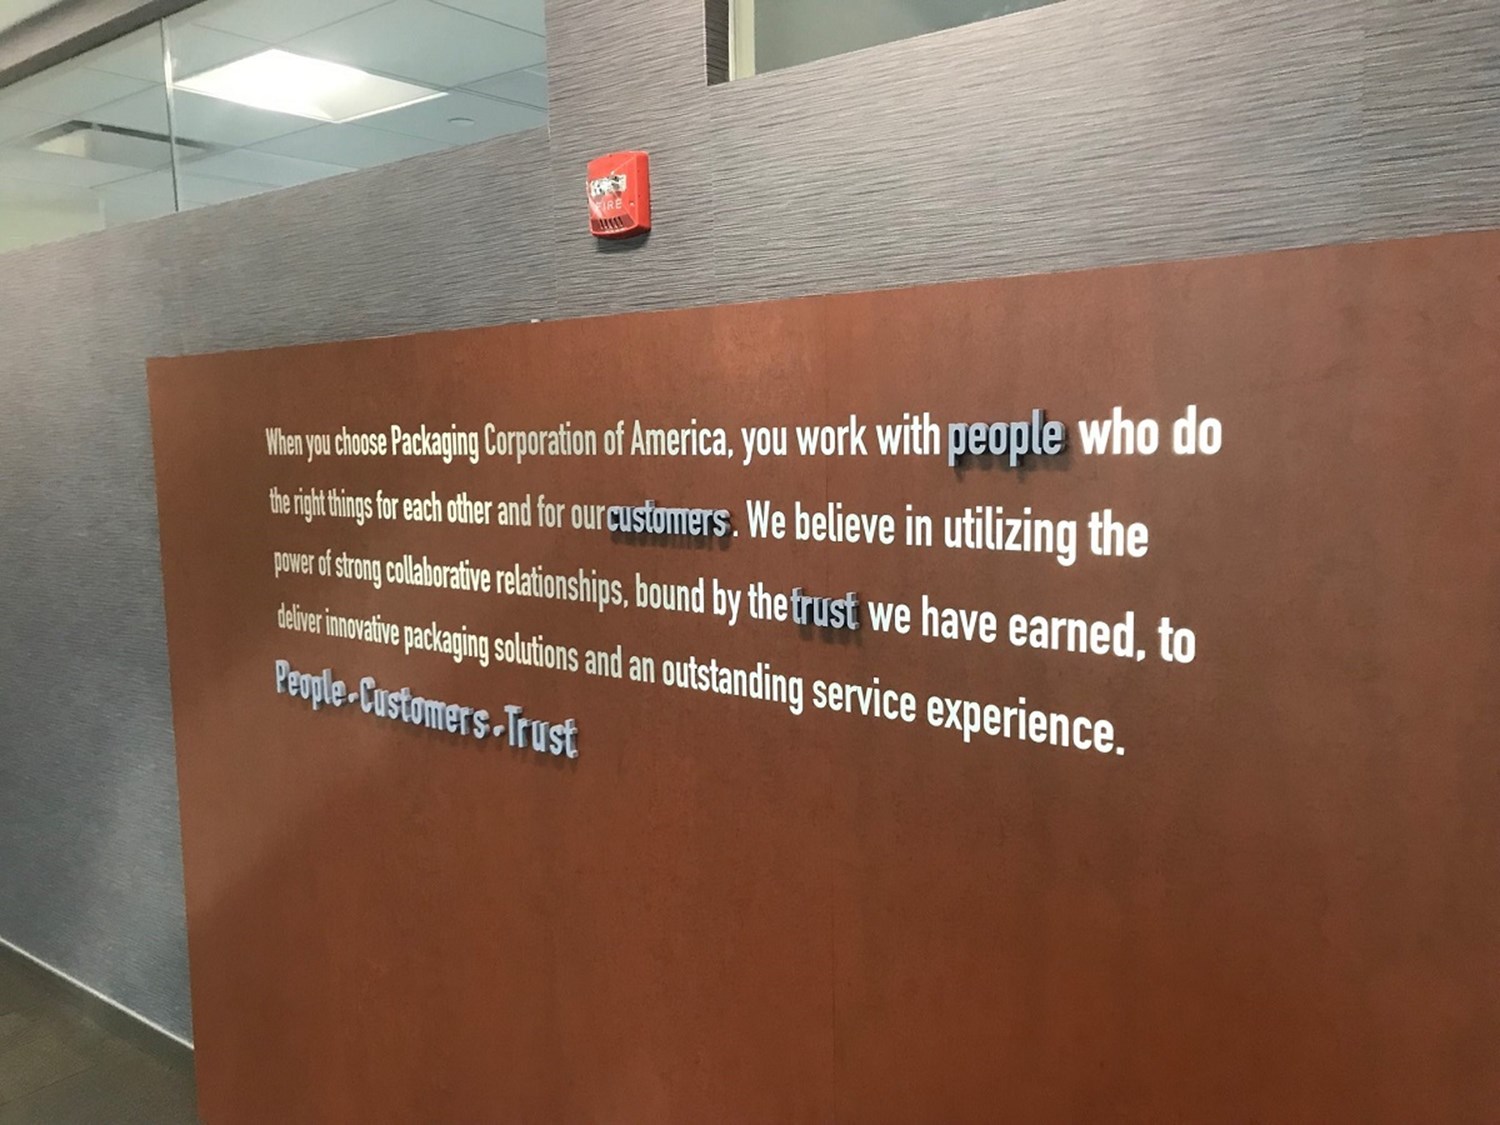 FIRE
When you choose Packaging Corporation of America, you work with people who do
the right things for each other and for our customers. We believe in utilizing the
power of strong collaborative relationships, bound by the trust we have earned, to
deliver innovative packaging solutions and an outstanding service experience.
People - Customers - Trust